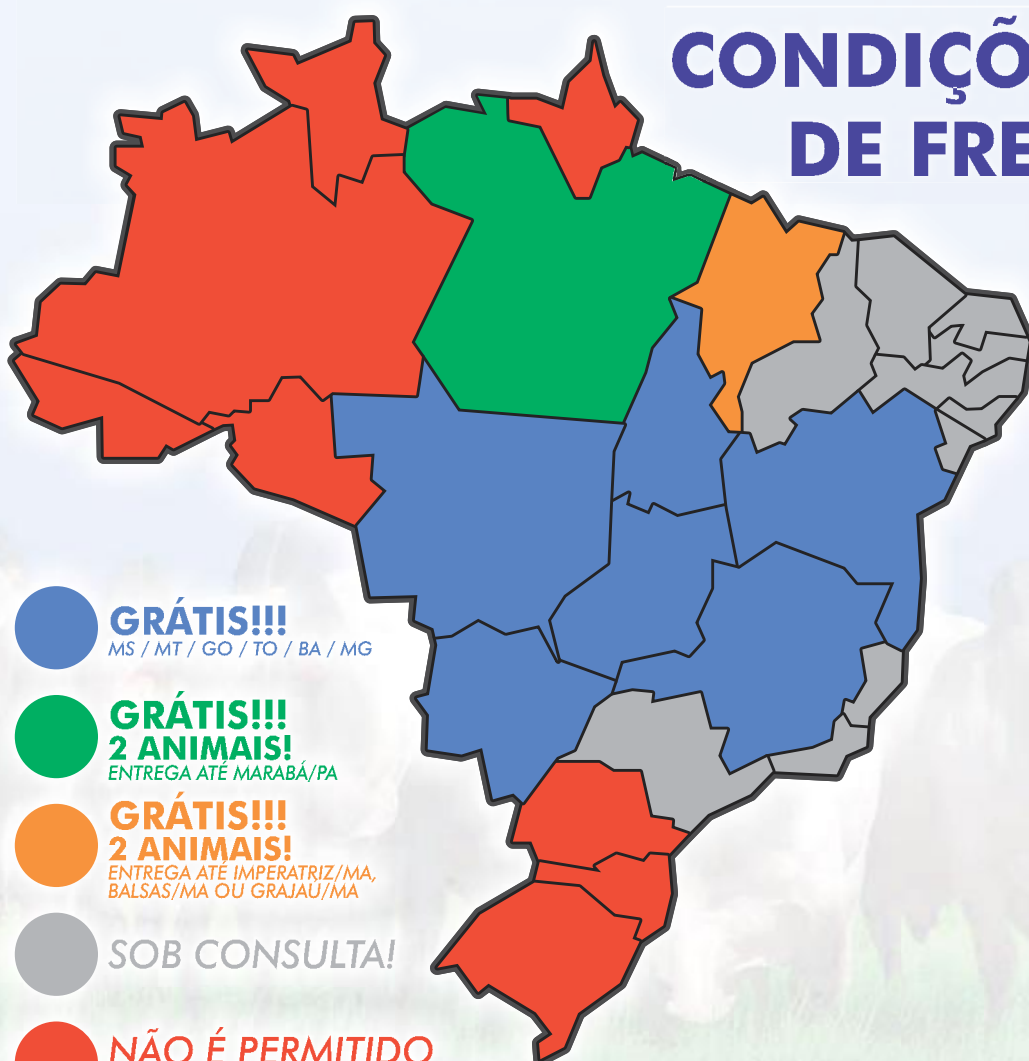 CONDIÇÕ
DE FRE
GRÁTIS!!!
MS / MT / GO / TO / BA / MG
GRÁTIS!!!
2 ANIMAIS!
ENTREGA ATÉ MARABÁ/PA
GRÁTIS!!!
2 ANIMAIS!
ENTREGA ATÉ IMPERATRIZ/MA,
BALSAS/MA OU GRAJAÚ/MA
SOB CONSULTA!
NÃO É PERMITIDO